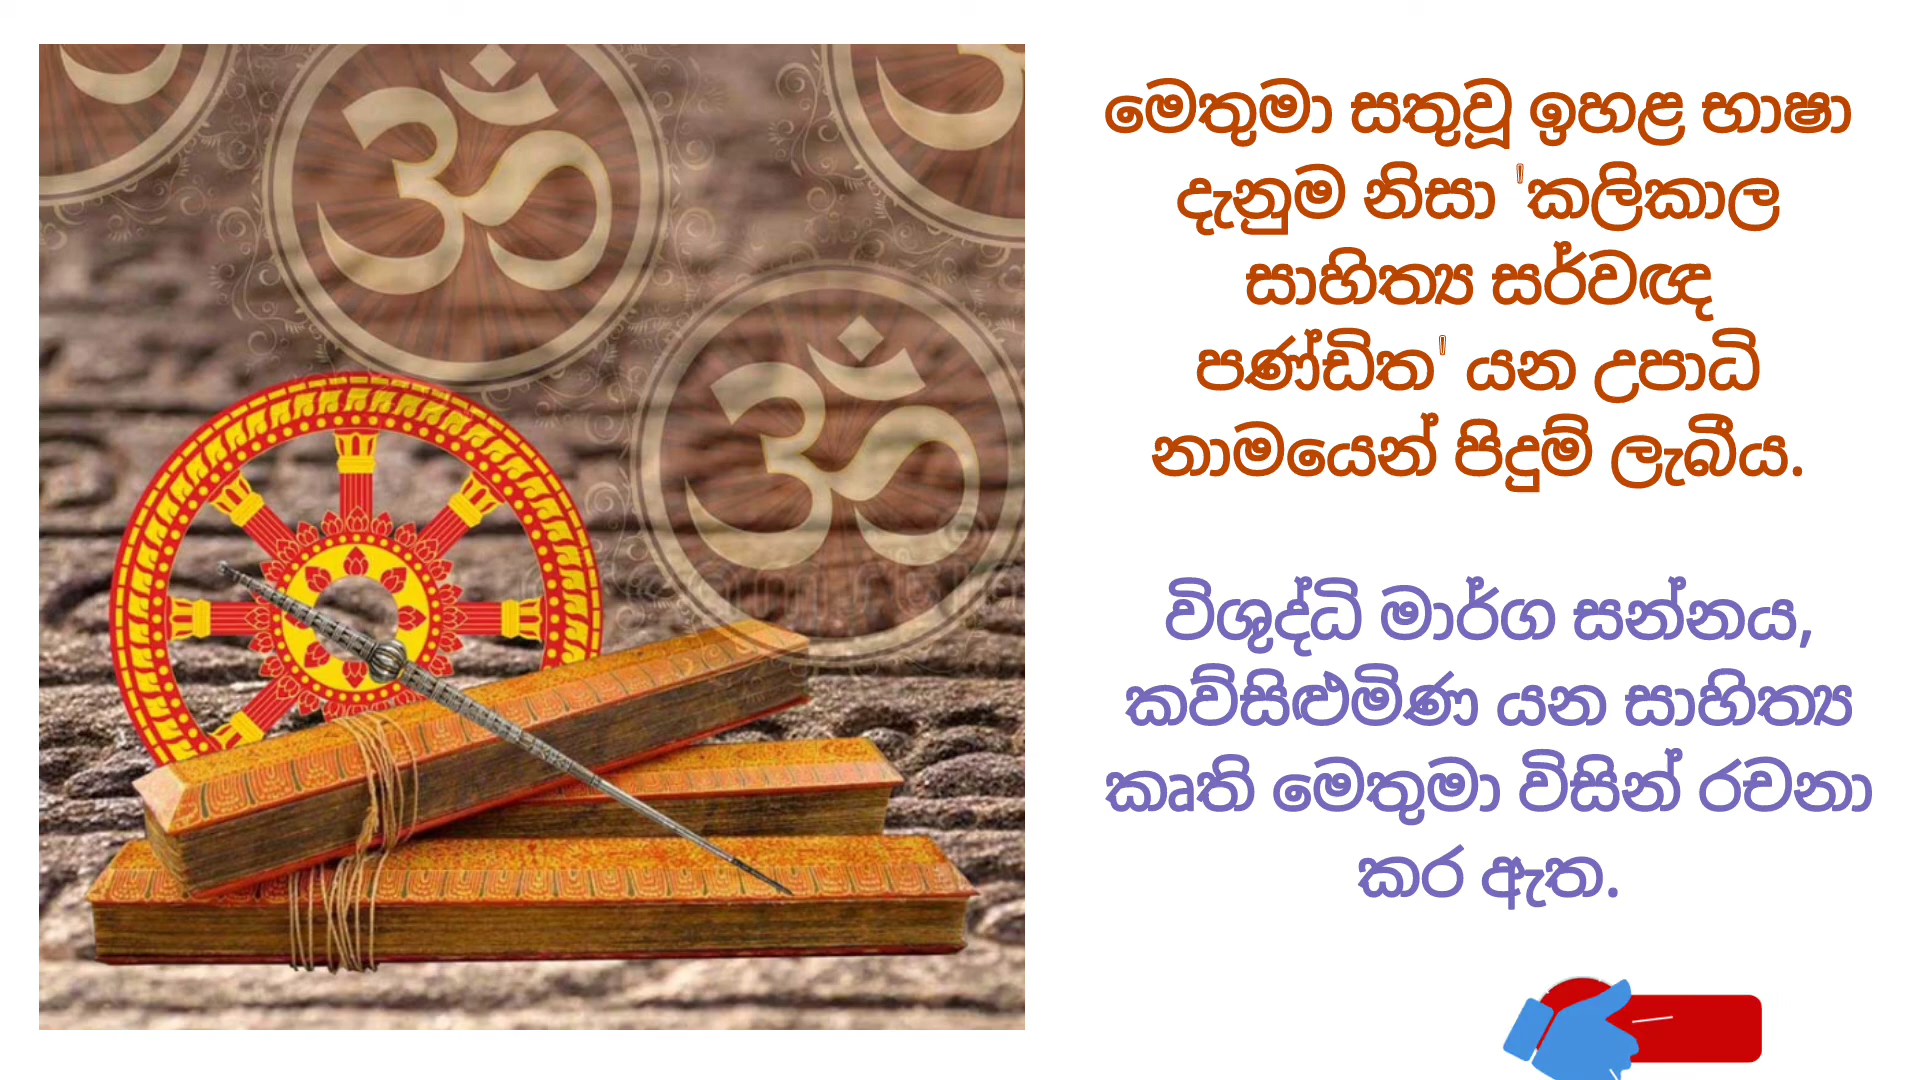 මෙතුමා සතුවූ ඉහළ භාෂා
දැනුම නිසා 'කලිකාල
සාහිත්‍ය සර්වඥ
පණ්ඩිත' යන උපාධි
නාමයෙන් පිදුම් ලැබීය.
විශුද්ධි මාර්ග සන්නය,
කව්සිළුමිණ යන සාහිත්‍ය
කෘති මෙතුමා විසින් රචනා
කර ඇත.